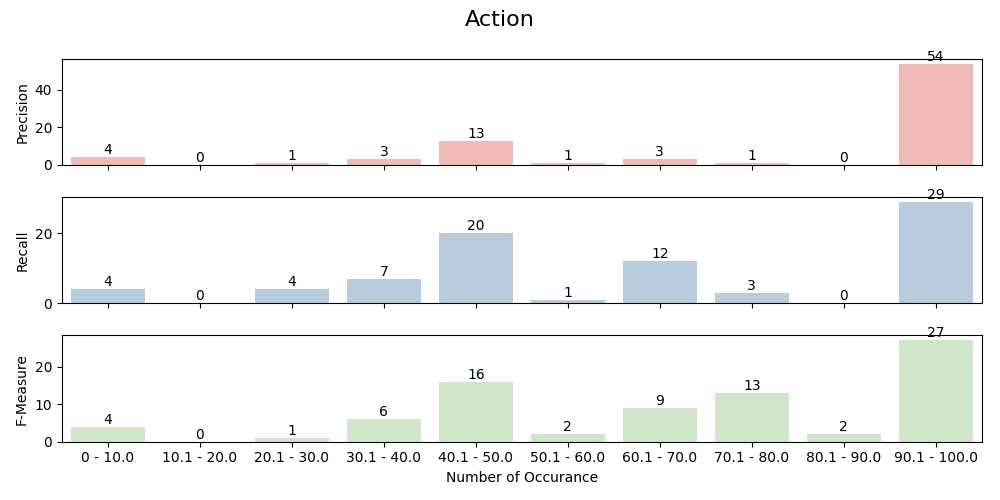 Action
Precision
40
20
0
4
0
1
3
13
1
3
1
0
54
Recall
20
0
4
0
4
7
20
1
12
3
0
29
F-Measure
20
10
0
4
0
1
6
16
2
9
13
2
27
0 - 10.0
10.1 - 20.0
20.1 - 30.0
30.1 - 40.0
40.1 - 50.0
50.1 - 60.0
60.1 - 70.0
70.1 - 80.0
80.1 - 90.0
90.1 - 100.0
Number of Occurance